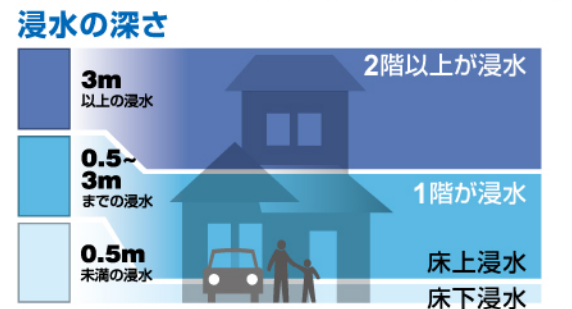 浸水の深さ
2階以上が浸水
3m
以上の浸水
0.5~
3m
までの浸水
1階が浸水
0.5m
未満の浸水
床上浸水
床下浸水